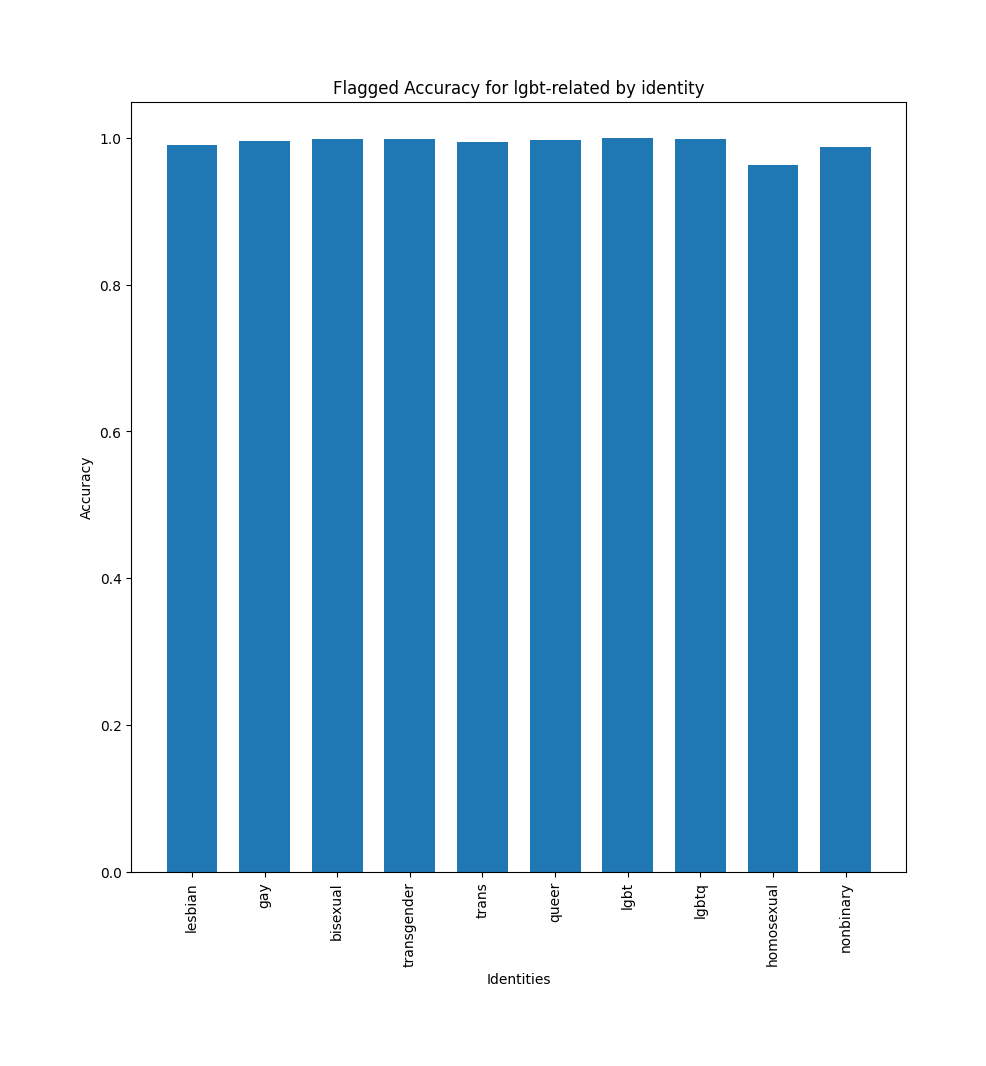 Flagged Accuracy for lgbt-related by identity
1.0
0.8
0.6
0.4
0.2
0.0
Accuracy
lesbian
gay
bisexual
transgender
trans
queer
lgbt
lgbtq
homosexual
nonbinary
Identities